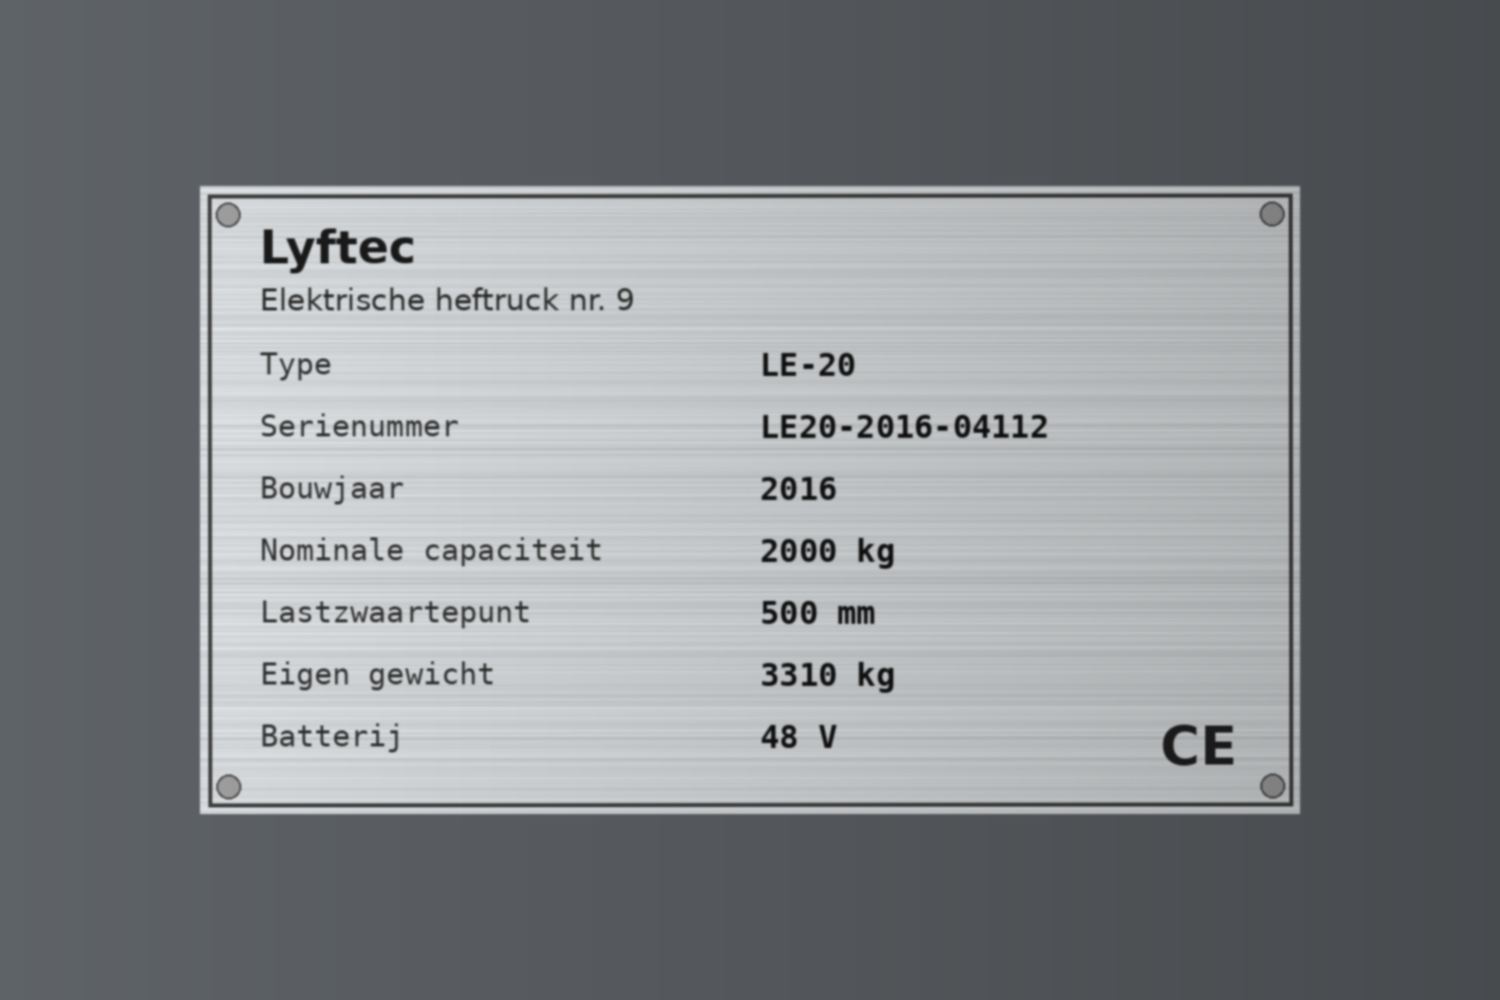 Lyftec
Elektrische heftruck nr. 9
Type LE-20
Serienummer LE20-2016-04112
Bouwjaar 2016
Nominale capaciteit 2000 kg
Lastzwaartepunt 500 mm
Eigen gewicht 3310 kg
Batterij 48 V
CE